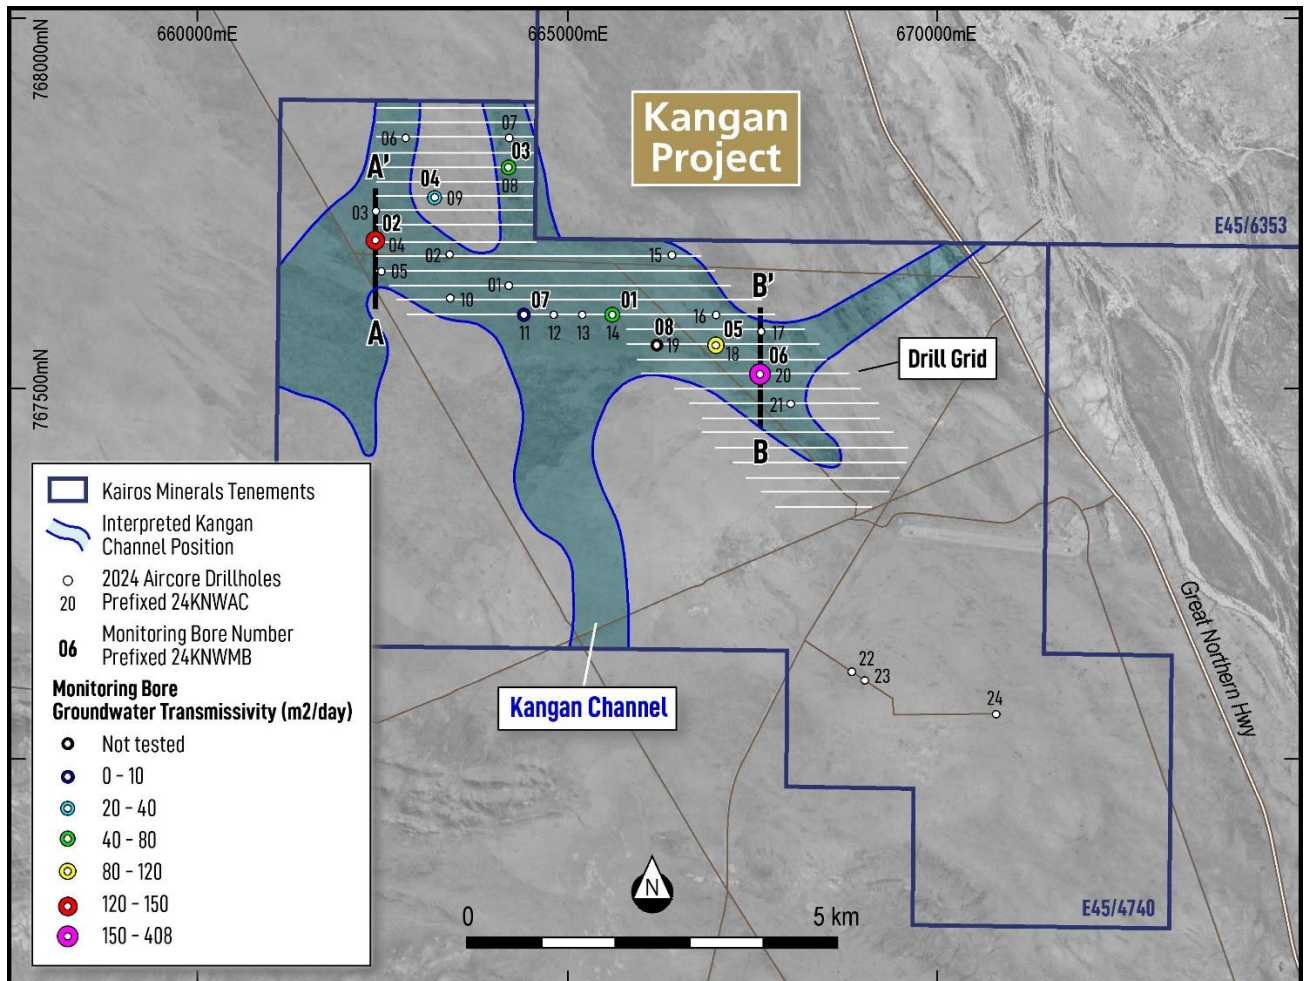 660000mE
665000mE
670000mE
768000mN
767500mN
Kangan
Project
E45/6353
06
07
03
08
A'
04
09
03
02
04
05
A
02
01
10
15
07
11
12
13
01
14
B'
16
17
08
19
05
18
06
20
21
B
Drill Grid
Kangan Channel
22
23
24
Great Northern Hwy
E45/4740
Kairos Minerals Tenements
Interpreted Kangan
Channel Position
2024 Aircore Drillholes
20 Prefixed 24KNWAC
Monitoring Bore Number
06 Prefixed 24KNWMB
Monitoring Bore
Groundwater Transmissivity (m2/day)
Not tested
0 - 10
20 - 40
40 - 80
80 - 120
120 - 150
150 - 408
N
0
5 km